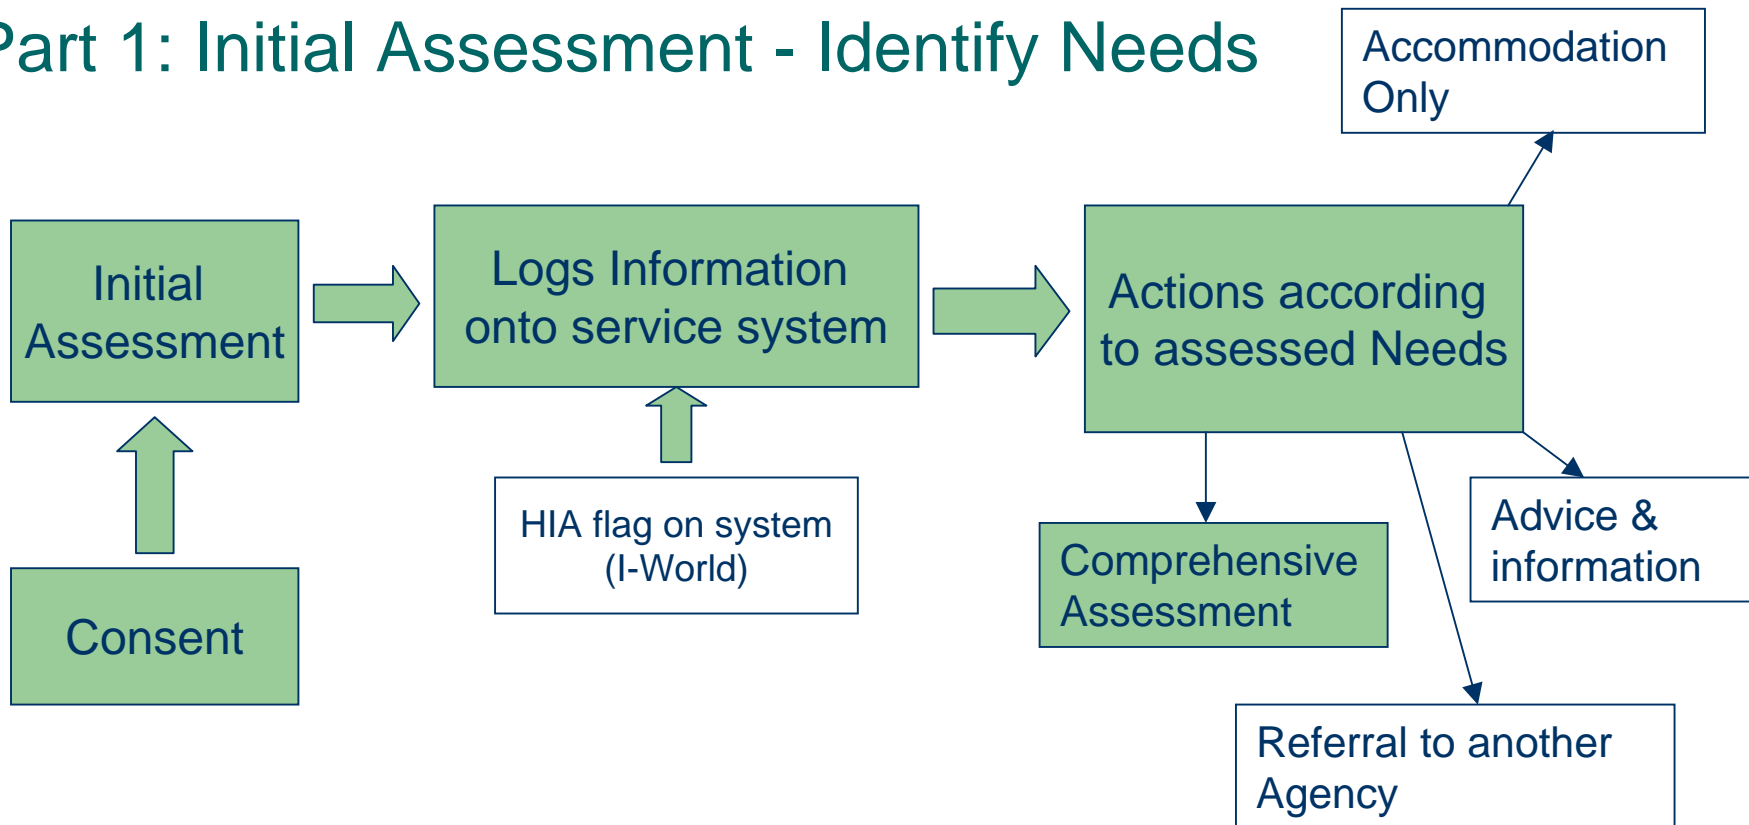 Part 1: Initial Assessment - Identify Needs
Accommodation
Only
Initial
Assessment
Logs Information
onto service system
Actions according
to assessed Needs
HIA flag on system
(I-World)
Consent
Comprehensive
Assessment
Advice &
information
Referral to another
Agency